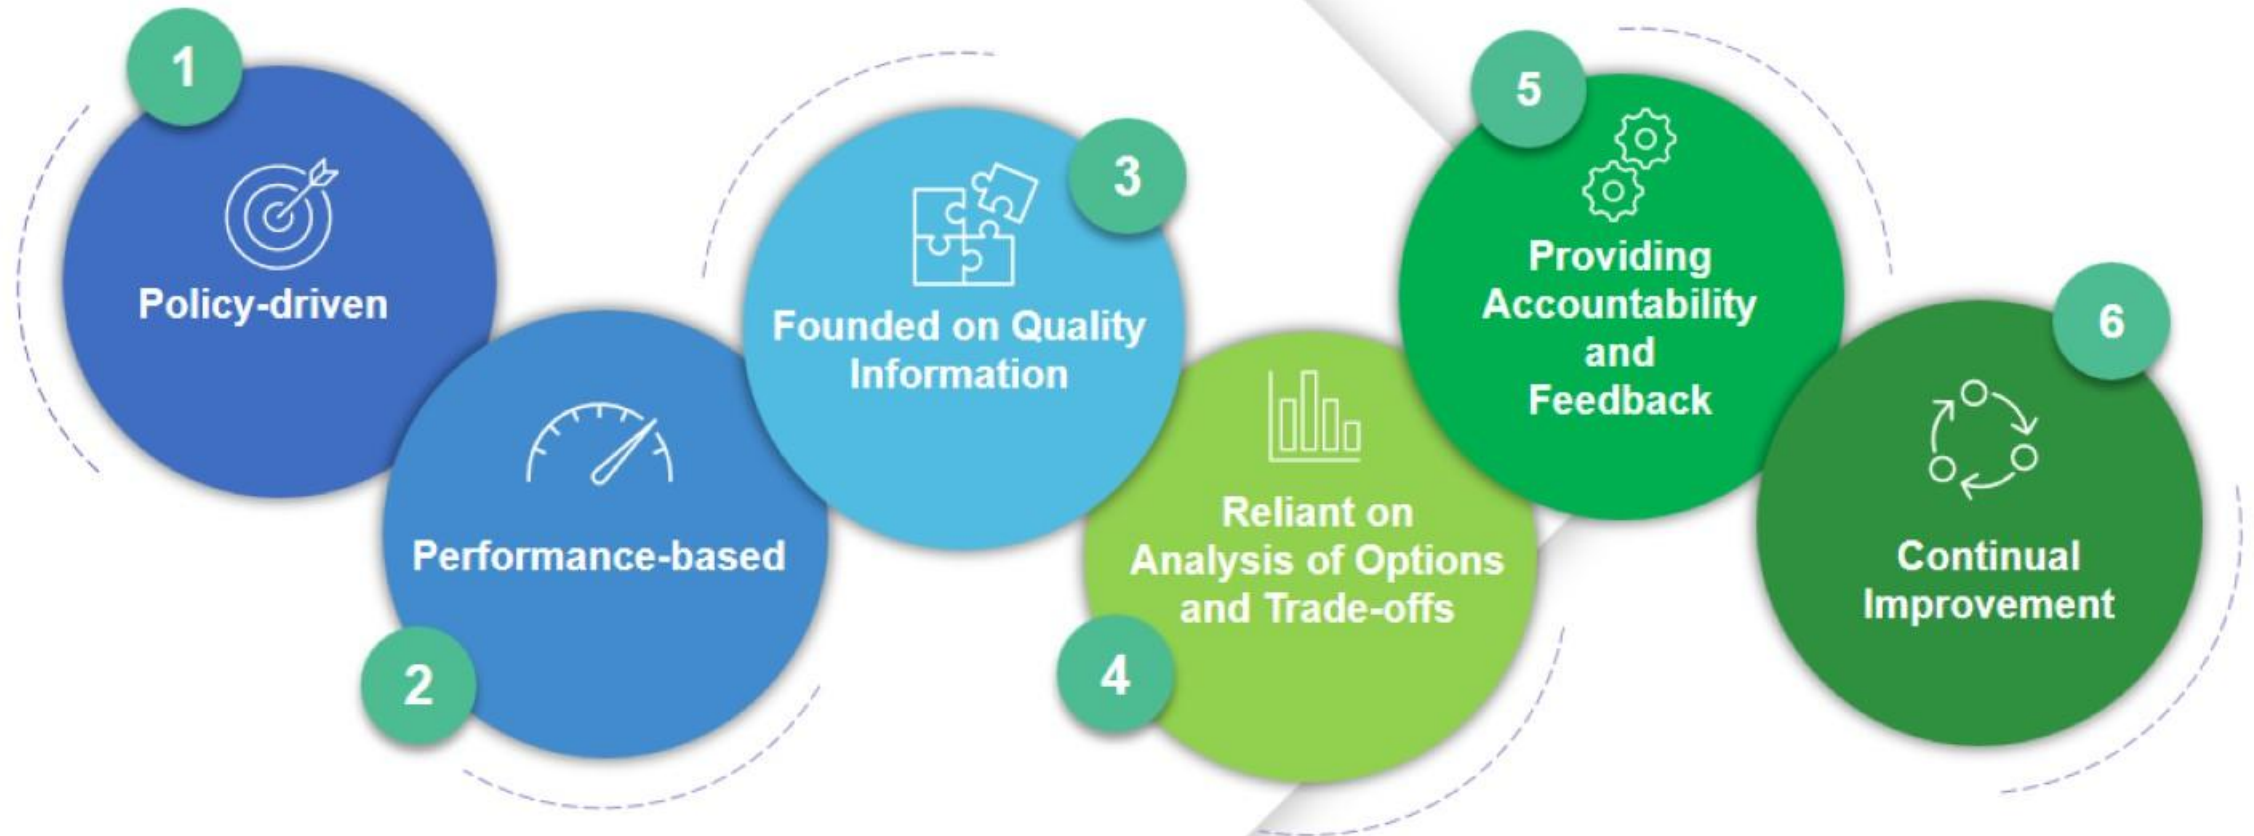 1
Policy-driven
2
Performance-based
3
Founded on Quality
Information
4
Reliant on
Analysis of Options
and Trade-offs
5
Providing
Accountability
and
Feedback
6
Continual
Improvement